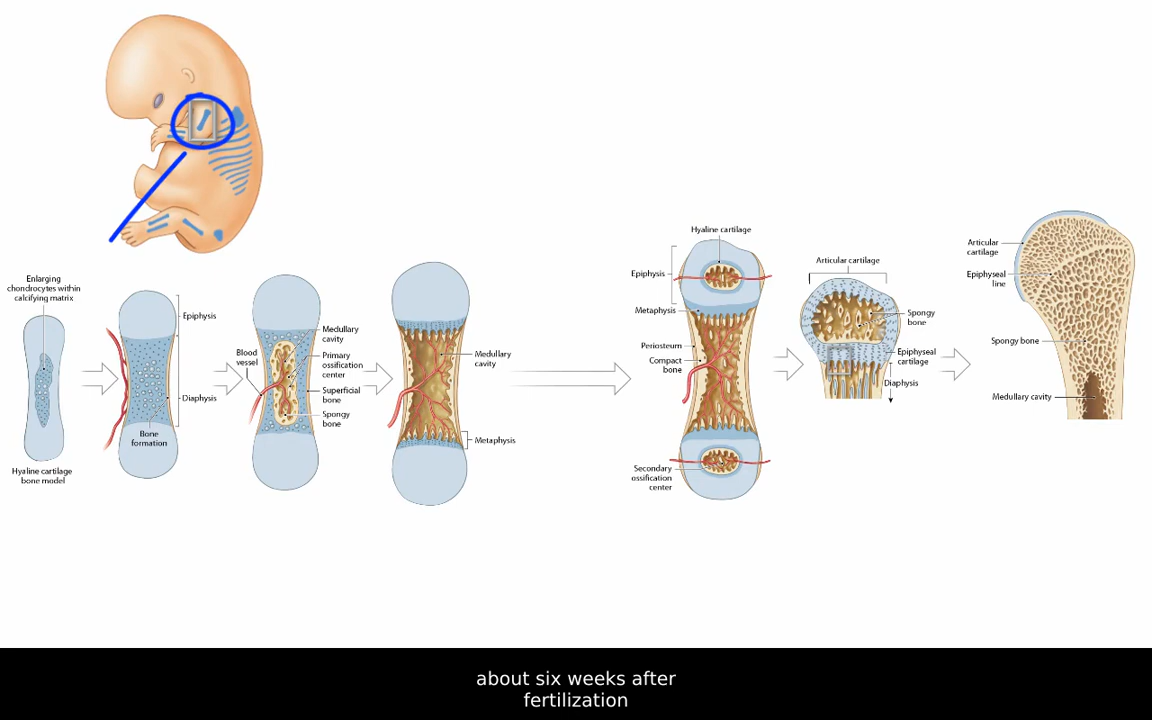 Enlarging
chondrocytes within
calcifying matrix
Hyaline cartilage
bone model
Epiphysis
Diaphysis
Bone
formation
Blood
vessel
Medullary
cavity
Primary
ossification
center
Superficial
bone
Spongy
bone
Medullary
cavity
Metaphysis
Hyaline cartilage
Epiphysis
Metaphysis
Periosteum
Compact
bone
Secondary
ossification
center
Articular cartilage
Spongy
bone
Epiphyseal
cartilage
Diaphysis
Articular
cartilage
Epiphyseal
line
Spongy bone
Medullary cavity
about six weeks after
fertilization